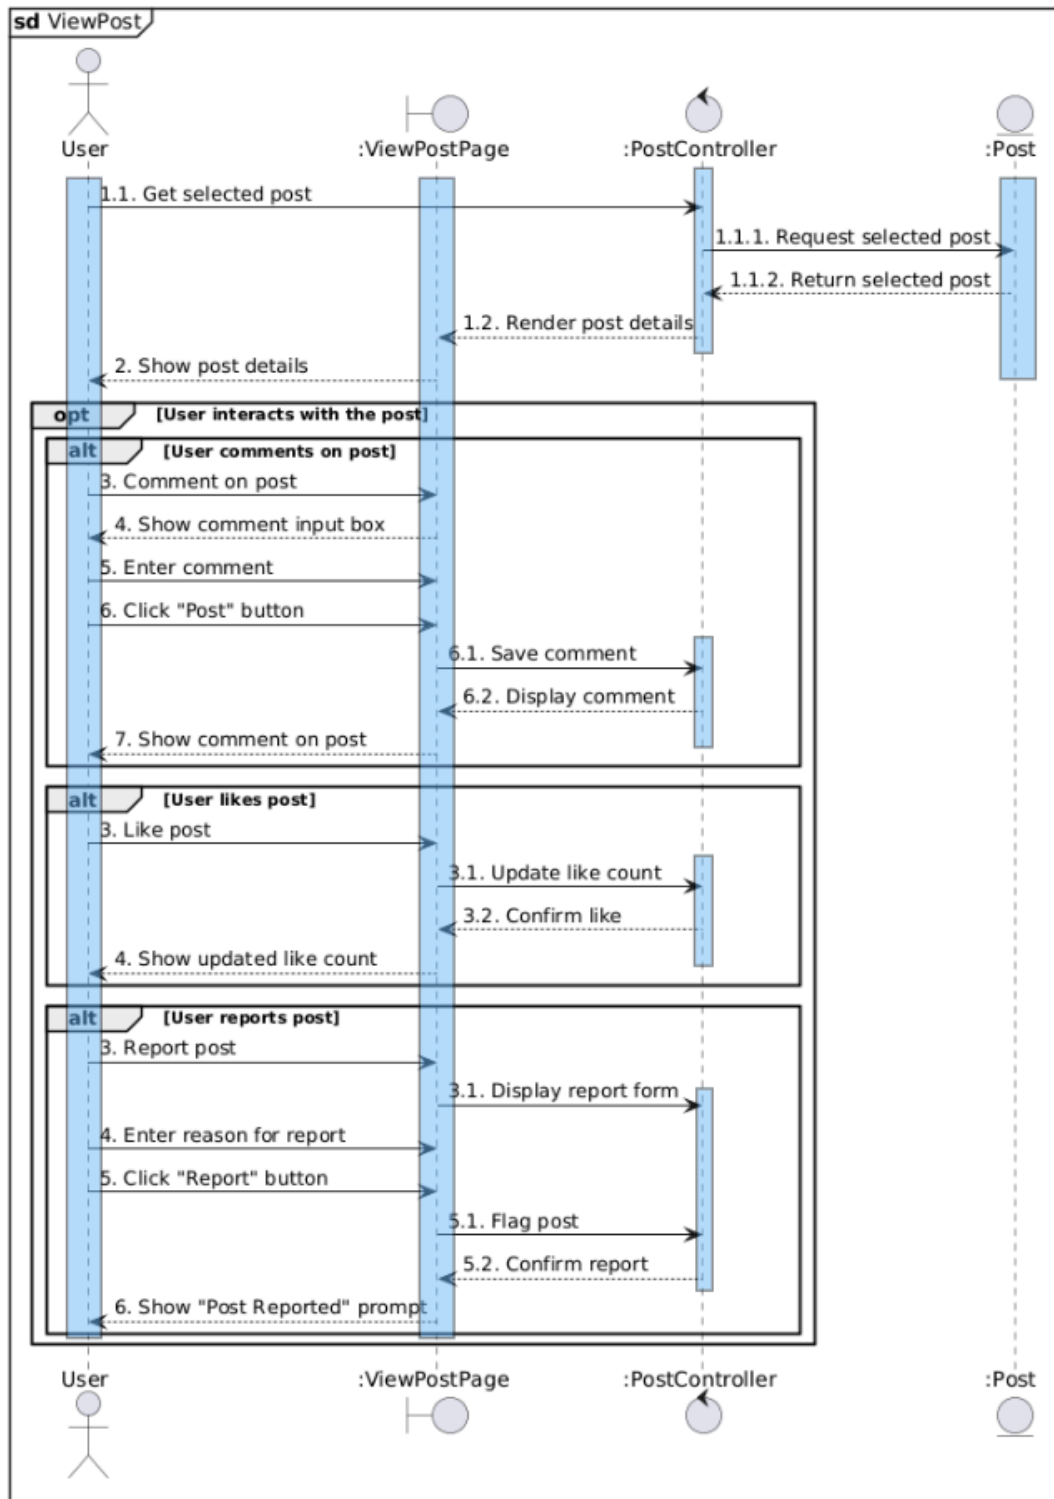 sd ViewPost
User
:ViewPostPage
:PostController
:Post
1.1. Get selected post
1.1.1. Request selected post
1.1.2. Return selected post
1.2. Render post details
2. Show post details
opt [User interacts with the post]
alt [User comments on post]
3. Comment on post
4. Show comment input box
5. Enter comment
6. Click "Post" button
6.1. Save comment
6.2. Display comment
7. Show comment on post
alt [User likes post]
3. Like post
3.1. Update like count
3.2. Confirm like
4. Show updated like count
alt [User reports post]
3. Report post
3.1. Display report form
4. Enter reason for report
5. Click "Report" button
5.1. Flag post
5.2. Confirm report
6. Show "Post Reported" prompt
User
:ViewPostPage
:PostController
:Post